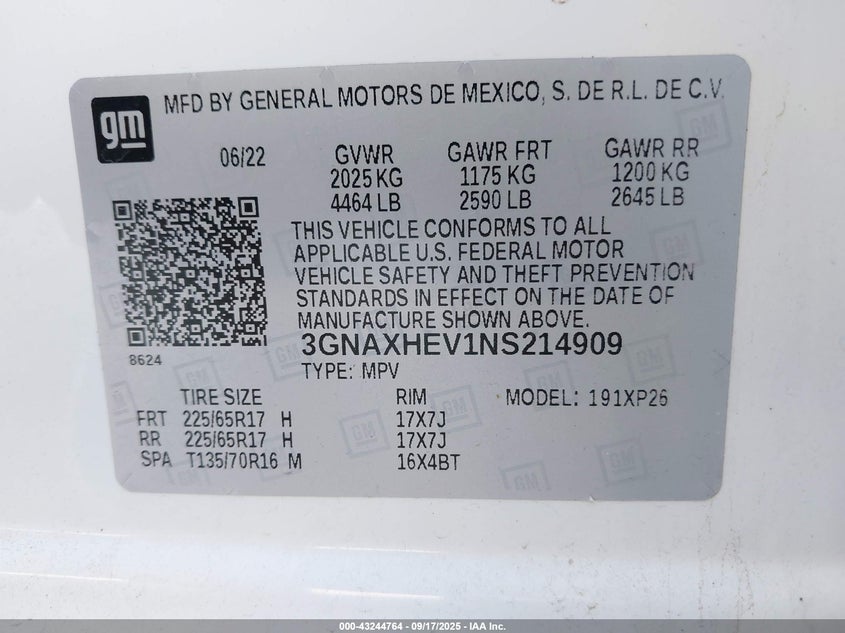 gm
MFD BY GENERAL MOTORS DE MEXICO, S. DE R.L. DE C.V.
06/22 GVWR GAWR FRT GAWR RR
2025 KG 1175 KG 1200 KG
4464 LB 2590 LB 2645 LB
THIS VEHICLE CONFORMS TO ALL
APPLICABLE U.S. FEDERAL MOTOR
VEHICLE SAFETY AND THEFT PREVENTION
STANDARDS IN EFFECT ON THE DATE OF
MANUFACTURE SHOWN ABOVE.
8624
3GNAXHEV1NS214909
TYPE: MPV
TIRE SIZE RIM MODEL: 191XP26
FRT 225/65R17 H 17X7J
RR 225/65R17 H 17X7J
SPA T135/70R16 M 16X4BT
000-43244764 - 09/17/2025 - IAA Inc.